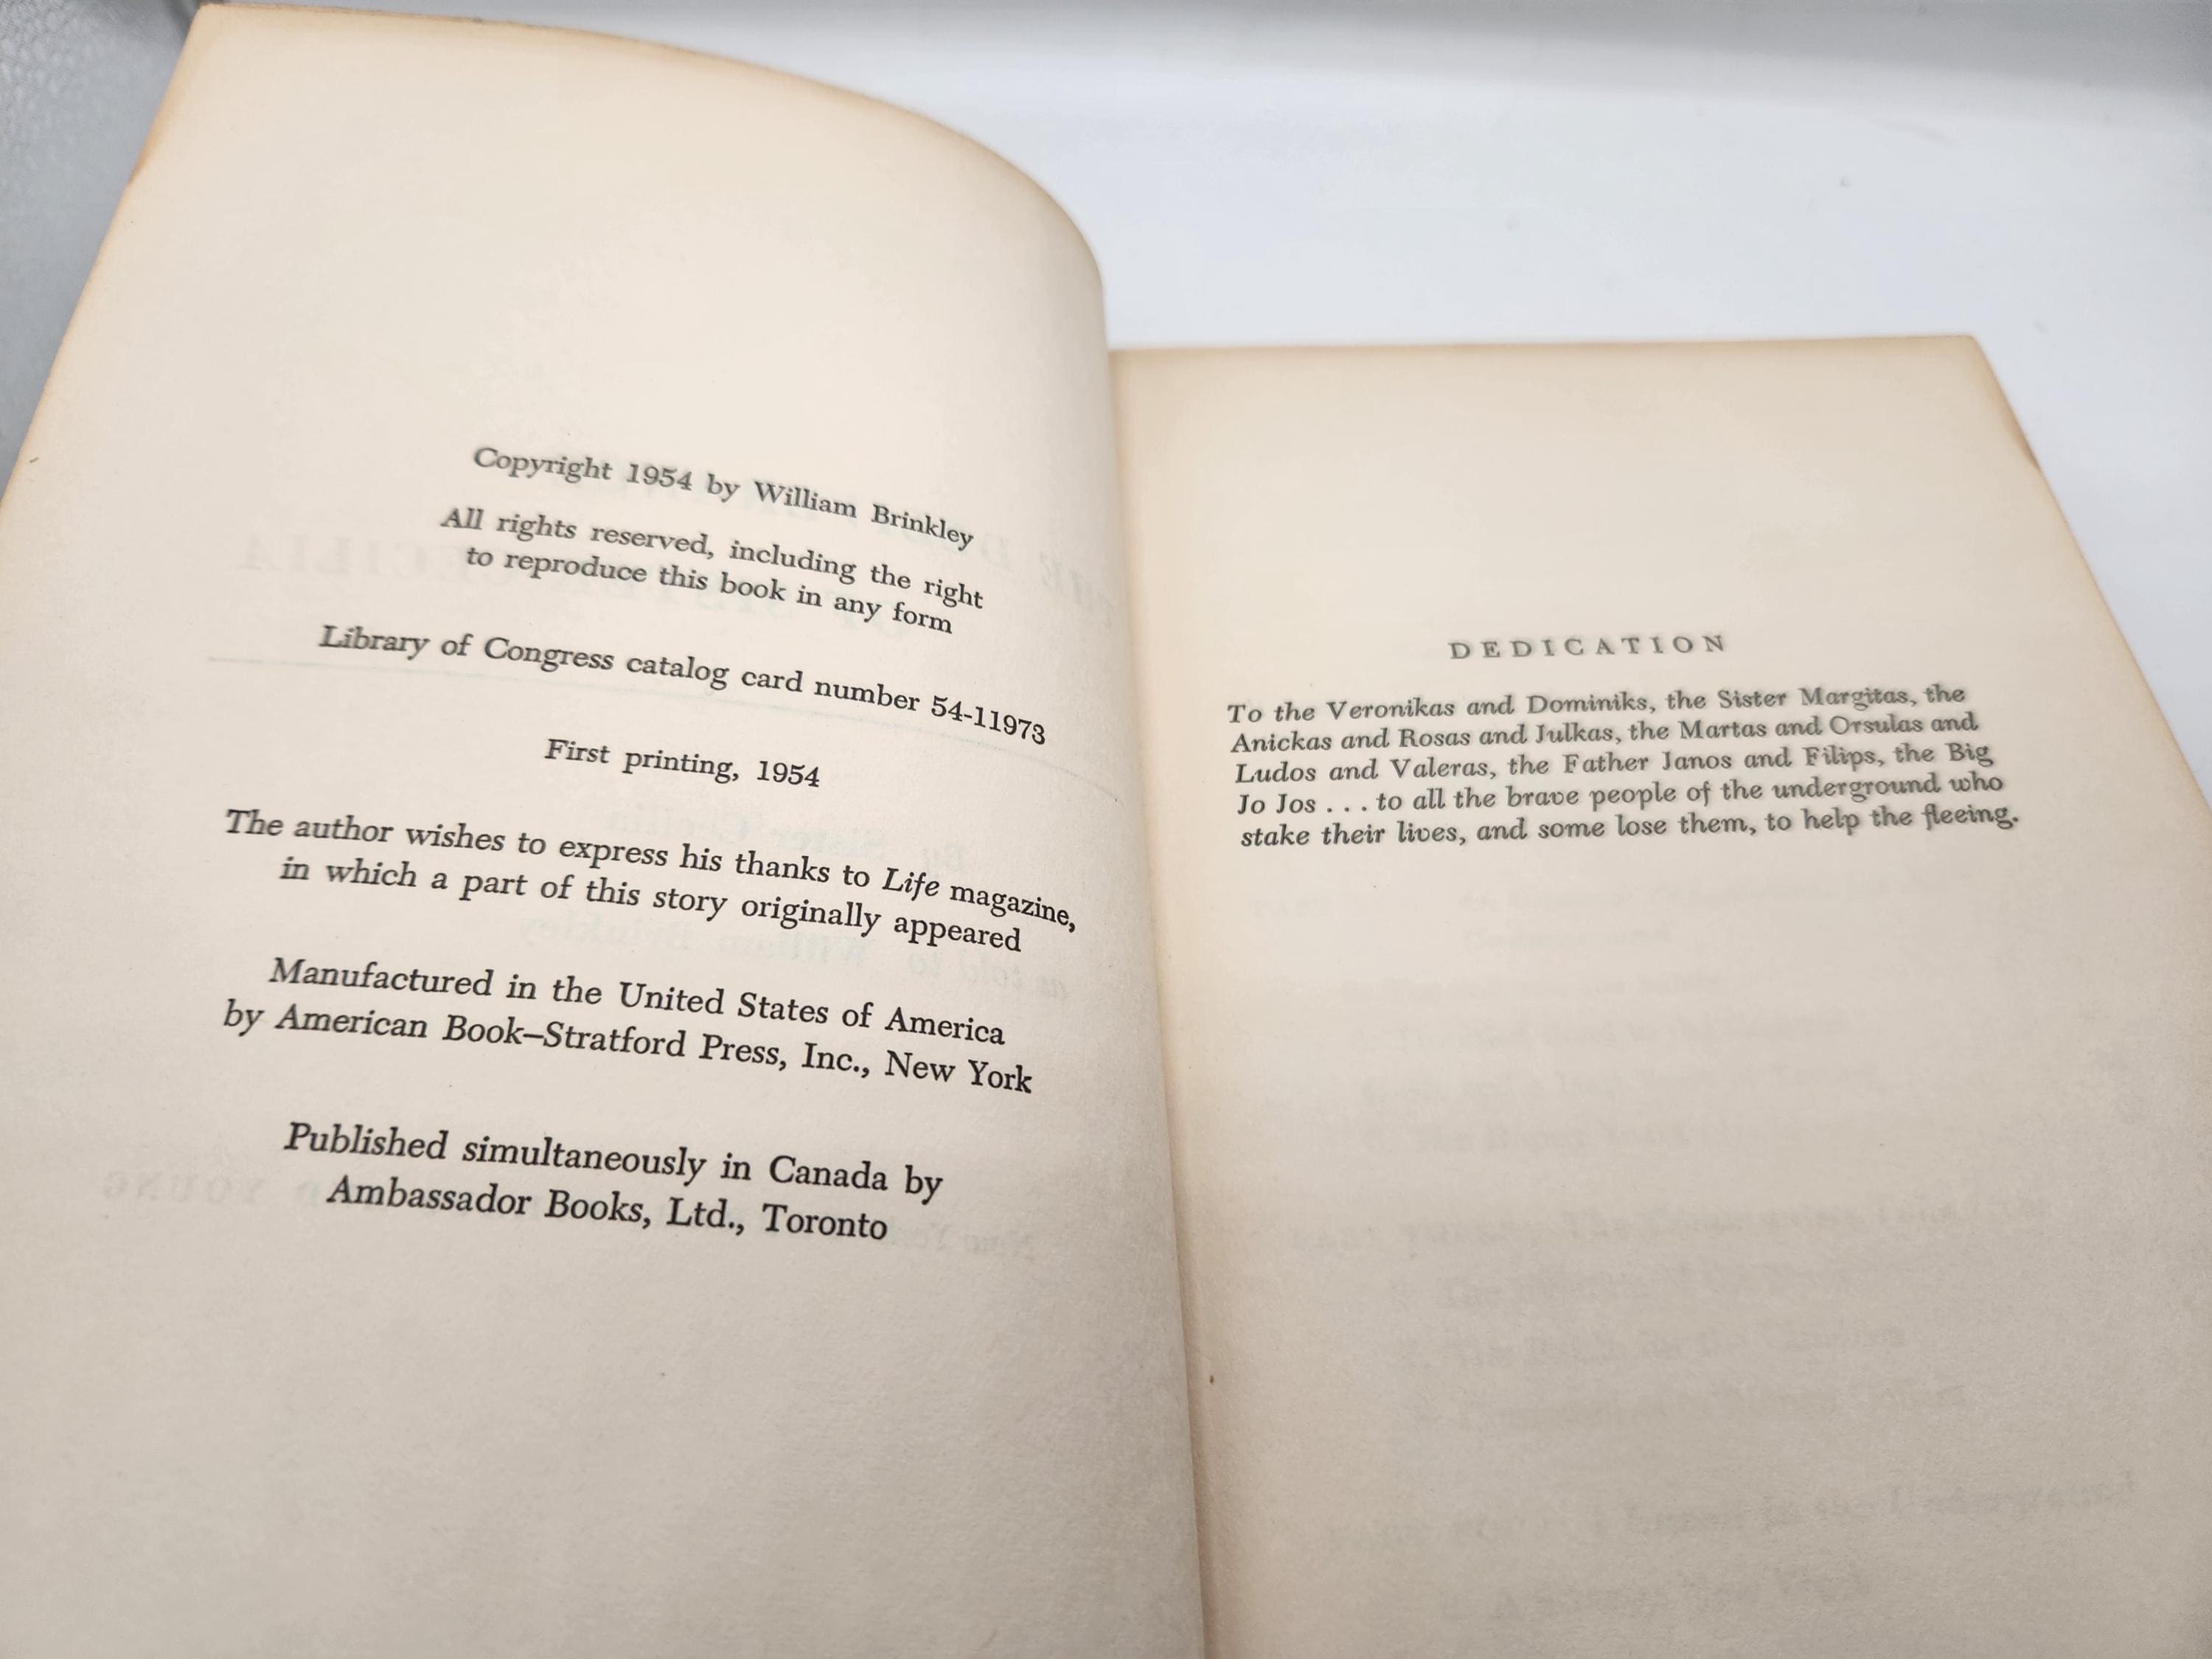 Copyright 1954 by William Brinkley
All rights reserved, including the right
to reproduce this book in any form
Library of Congress catalog card number 54-11973
First printing, 1954
The author wishes to express his thanks to Life magazine,
in which a part of this story originally appeared
Manufactured in the United States of America
by American Book–Stratford Press, Inc., New York
Published simultaneously in Canada by
Ambassador Books, Ltd., Toronto
DEDICATION
To the Veronikas and Dominiks, the Sister Margitas, the
Anickas and Rosas and Julkas, the Martas and Orsulas and
Ludos and Valeras, the Father Janos and Filips, the Big
Jo Jos . . . to all the brave people of the underground who
stake their lives, and some lose them, to help the fleeing.